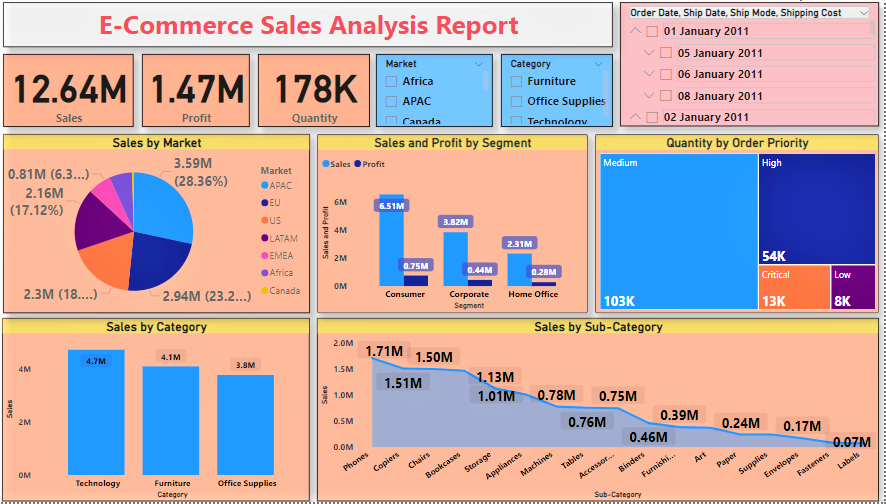 E-Commerce Sales Analysis Report
Order Date, Ship Date, Ship Mode, Shipping Cost
01 January 2011
05 January 2011
06 January 2011
08 January 2011
02 January 2011
12.64M
Sales
1.47M
Profit
178K
Quantity
Market
Africa
APAC
Canada
Category
Furniture
Office Supplies
Technology
Sales by Market
3.59M
(28.36%)
0.81M (6.3...)
2.16M
(17.12%)
2.3M (18....)
2.94M (23.2...)
Market
APAC
EU
US
LATAM
EMEA
Africa
Canada
Sales and Profit by Segment
Sales Profit
Sales and Profit
6M
4M
2M
0M
6.51M
0.75M
3.82M
0.44M
2.31M
0.28M
Consumer
Corporate
Home Office
Segment
Quantity by Order Priority
Medium
103K
High
54K
Critical
13K
Low
8K
Sales by Category
Sales
4M
2M
0M
4.7M
4.1M
3.8M
Technology
Furniture
Office Supplies
Category
Sales by Sub-Category
Sales
2.0M
1.5M
1.0M
0.5M
0.0M
1.71M
1.51M
1.50M
1.13M
1.01M
0.78M
0.76M
0.75M
0.46M
0.39M
0.24M
0.17M
0.07M
Phones
Copiers
Chairs
Bookcases
Storage
Appliances
Machines
Tables
Accessor...
Binders
Furnishi...
Art
Paper
Supplies
Envelopes
Fasteners
Labels
Sub-Category